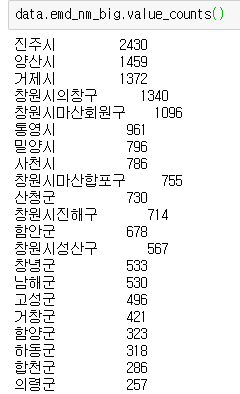 data.emd_nm_big.value_counts()
진주시 2430
양산시 1459
거제시 1372
창원시의창구 1340
창원시마산회원구 1096
통영시 961
밀양시 796
사천시 786
창원시마산합포구 755
산청군 730
창원시진해구 714
함안군 678
창원시성산구 567
창녕군 533
남해군 530
고성군 496
거창군 421
함양군 323
하동군 318
합천군 286
의령군 257